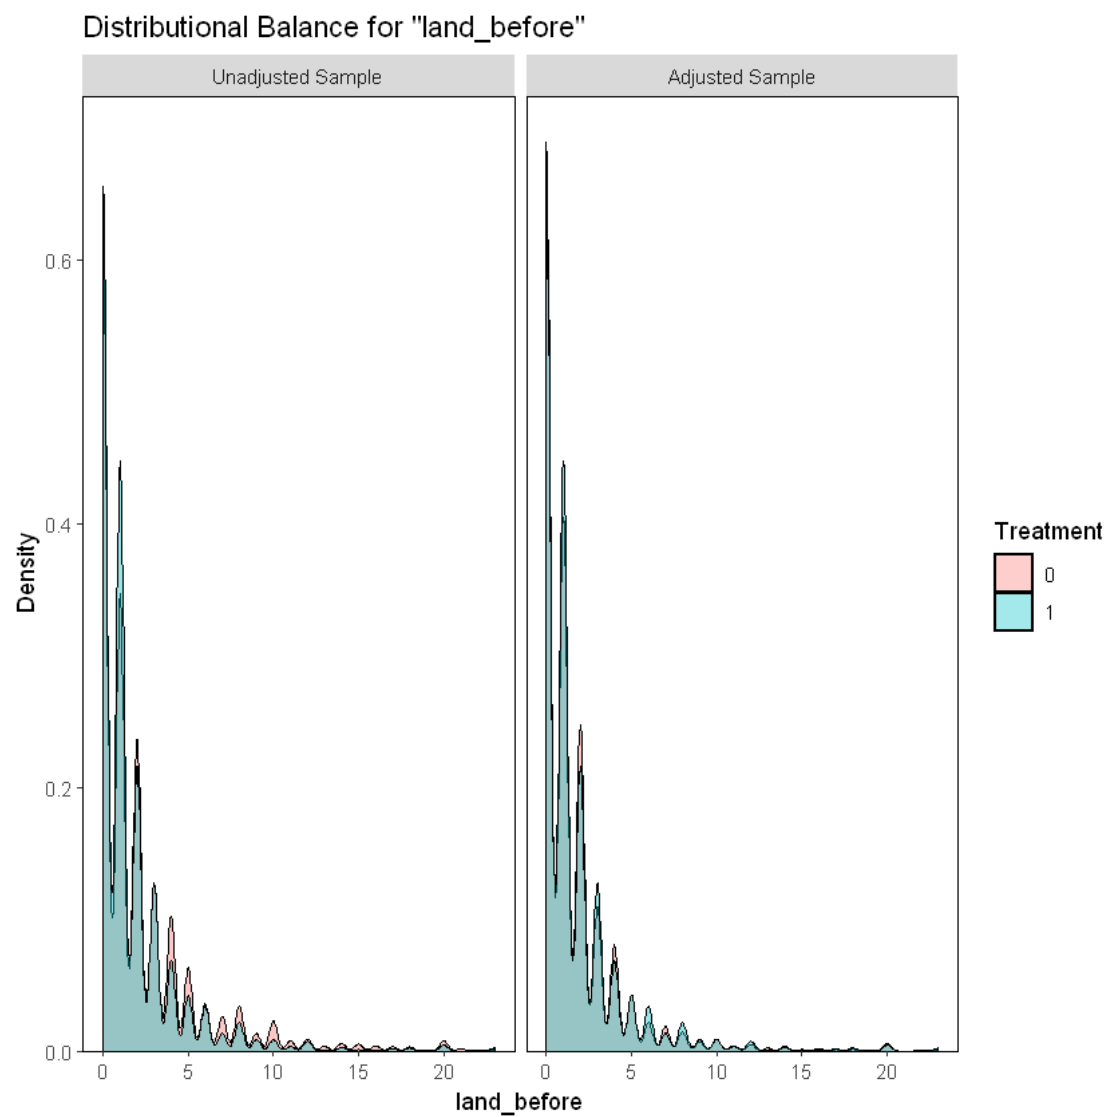 Distributional Balance for "land_before"
Unadjusted Sample
Adjusted Sample
Density
0.6
0.4
0.2
0.0
0 5 10 15 20
0 5 10 15 20
land_before
Treatment
0
1